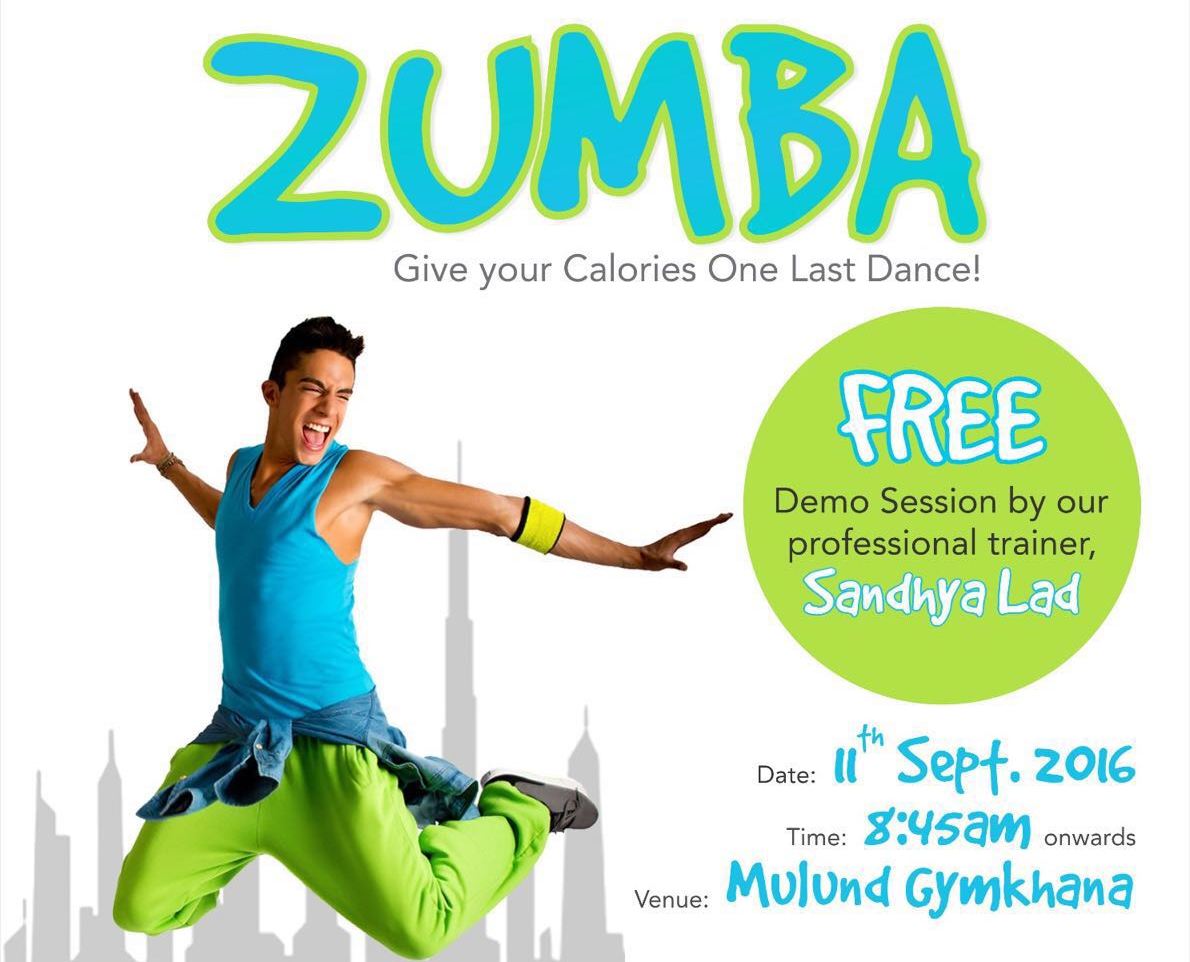 ZUMBA
Give your Calories One Last Dance!
FREE
Demo Session by our
professional trainer,
Sandhya Lad
Date: 11th Sept. 2016
Time: 8:45am onwards
Venue: Mulund Gymkhana